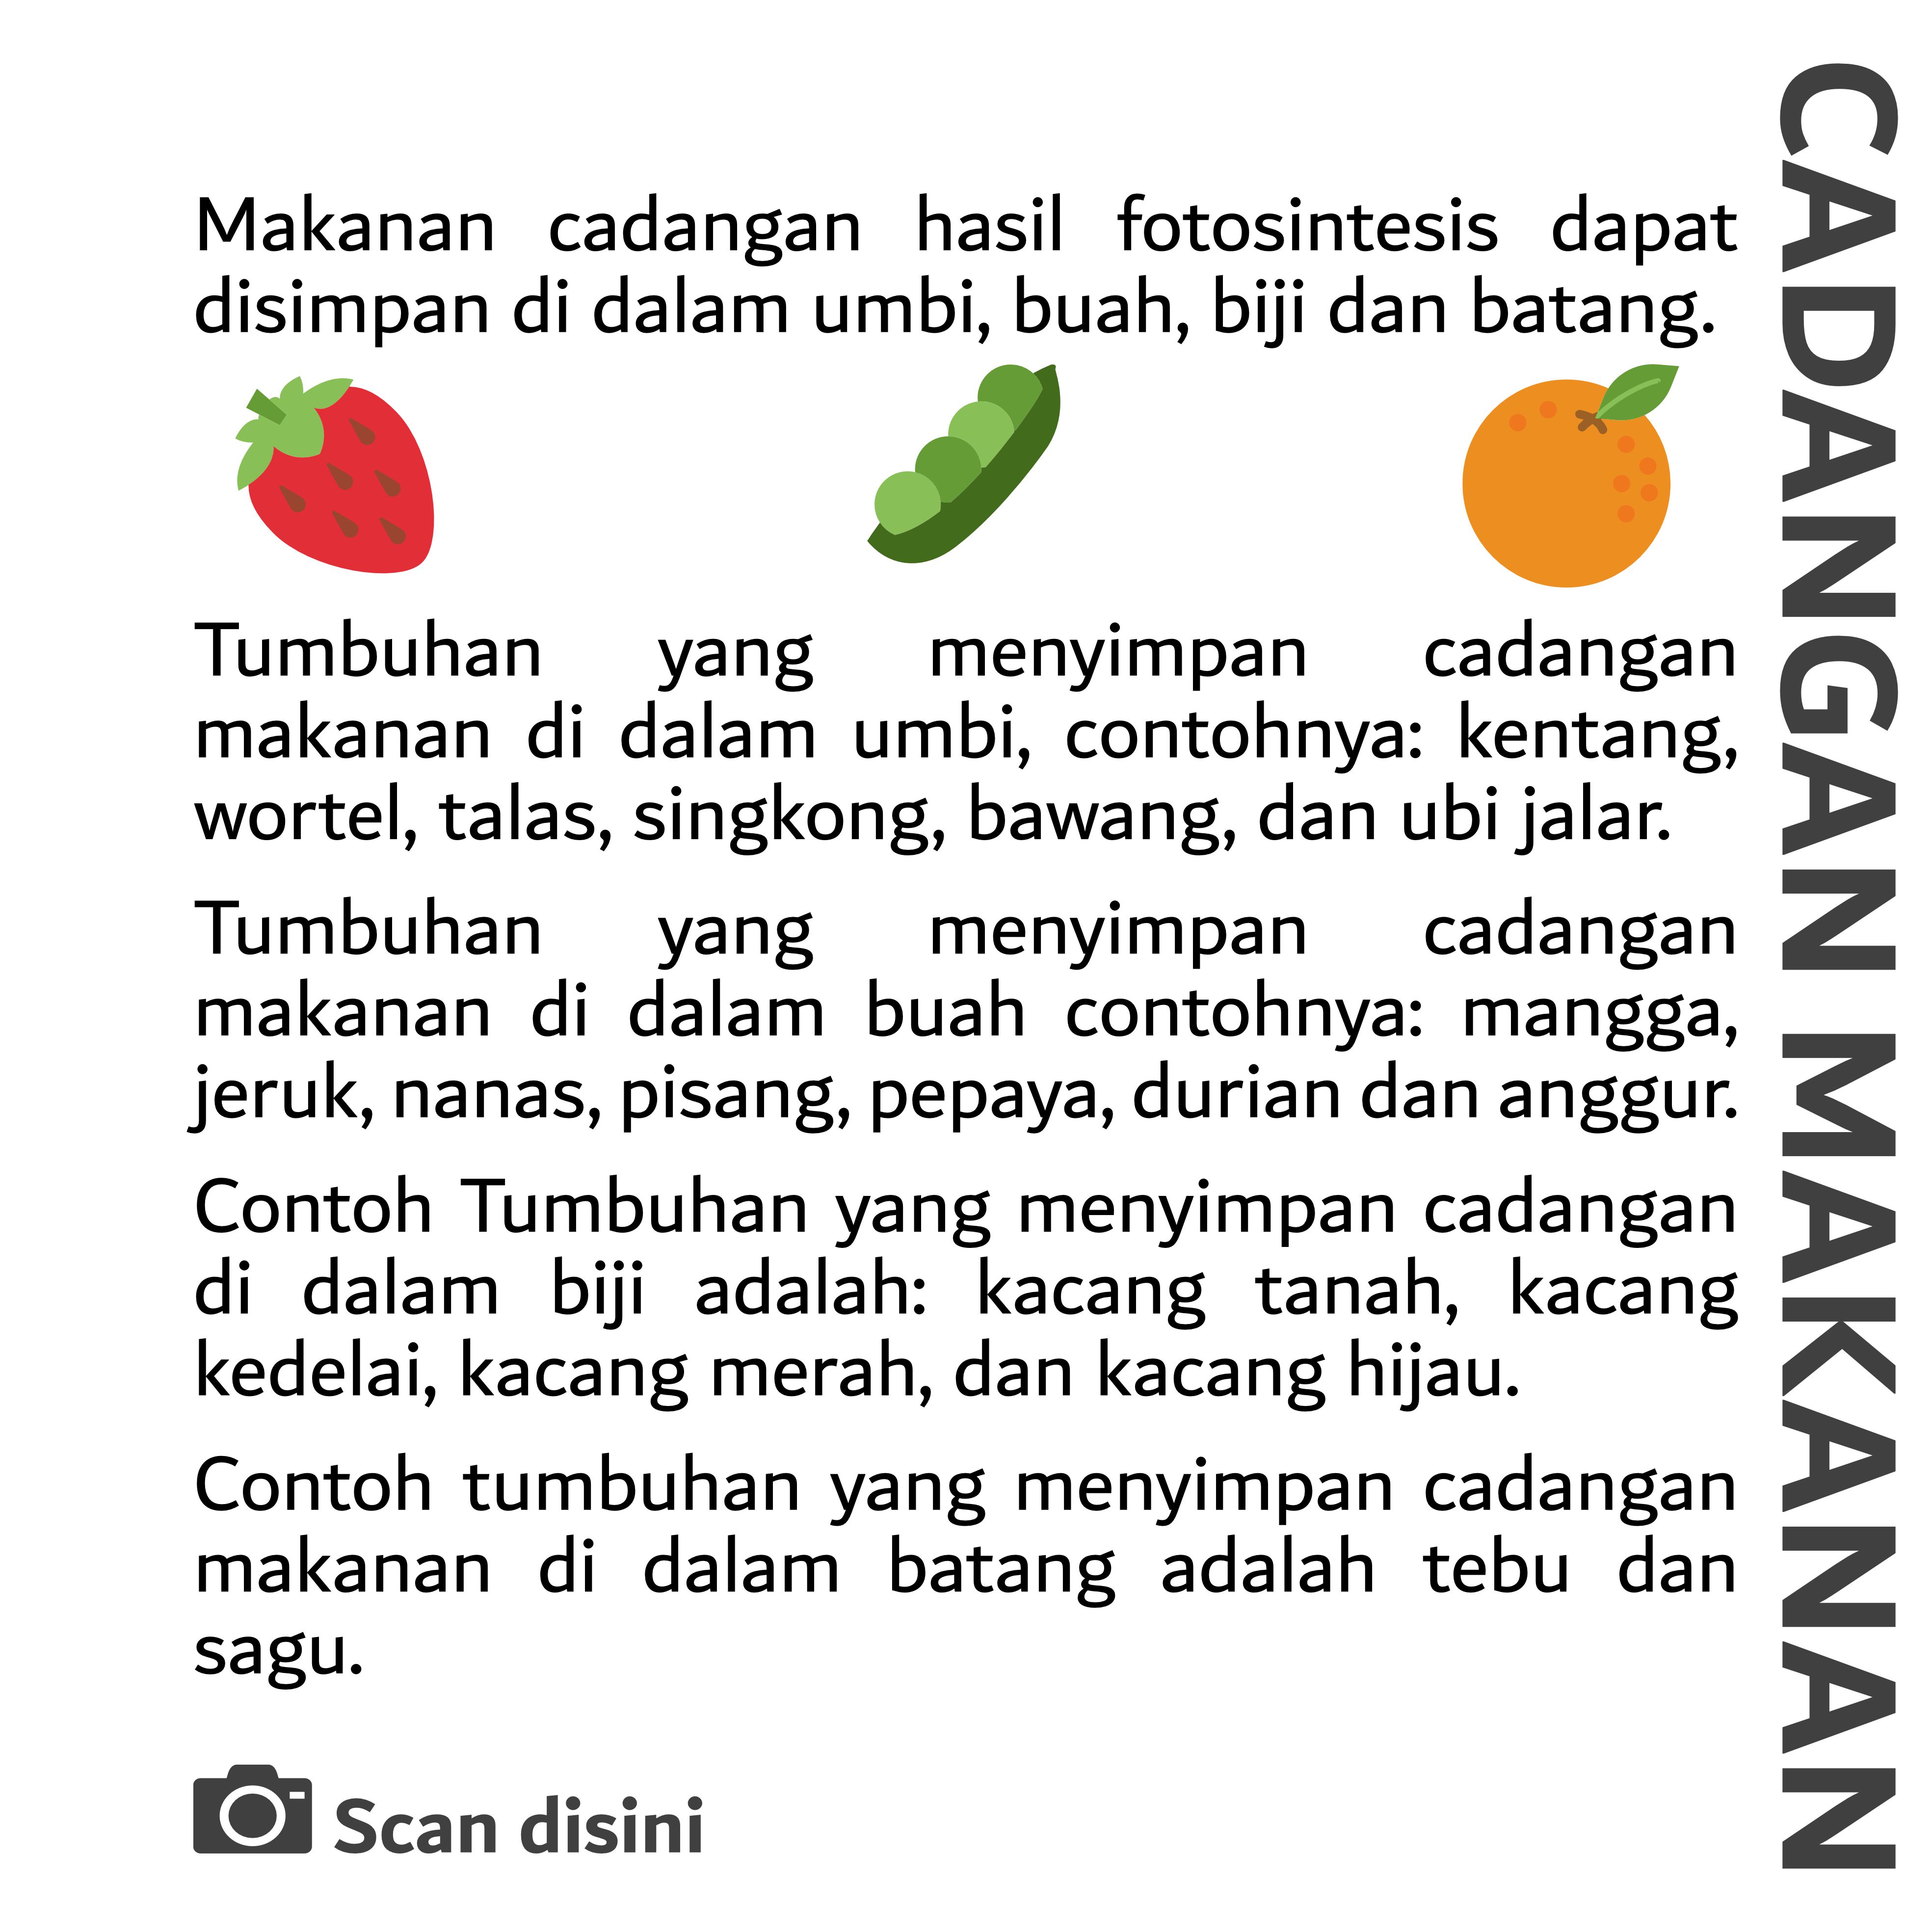 Makanan cadangan hasil fotosintesis dapat
disimpan di dalam umbi, buah, biji dan batang.
Tumbuhan yang menyimpan cadangan
makanan di dalam umbi, contohnya: kentang,
wortel, talas, singkong, bawang, dan ubi jalar.
Tumbuhan yang menyimpan cadangan
makanan di dalam buah contohnya: mangga,
jeruk, nanas, pisang, pepaya, durian dan anggur.
Contoh Tumbuhan yang menyimpan cadangan
di dalam biji adalah: kacang tanah, kacang
kedelai, kacang merah, dan kacang hijau.
Contoh tumbuhan yang menyimpan cadangan
makanan di dalam batang adalah tebu dan
sagu.
Scan disini
CADANGAN MAKANAN